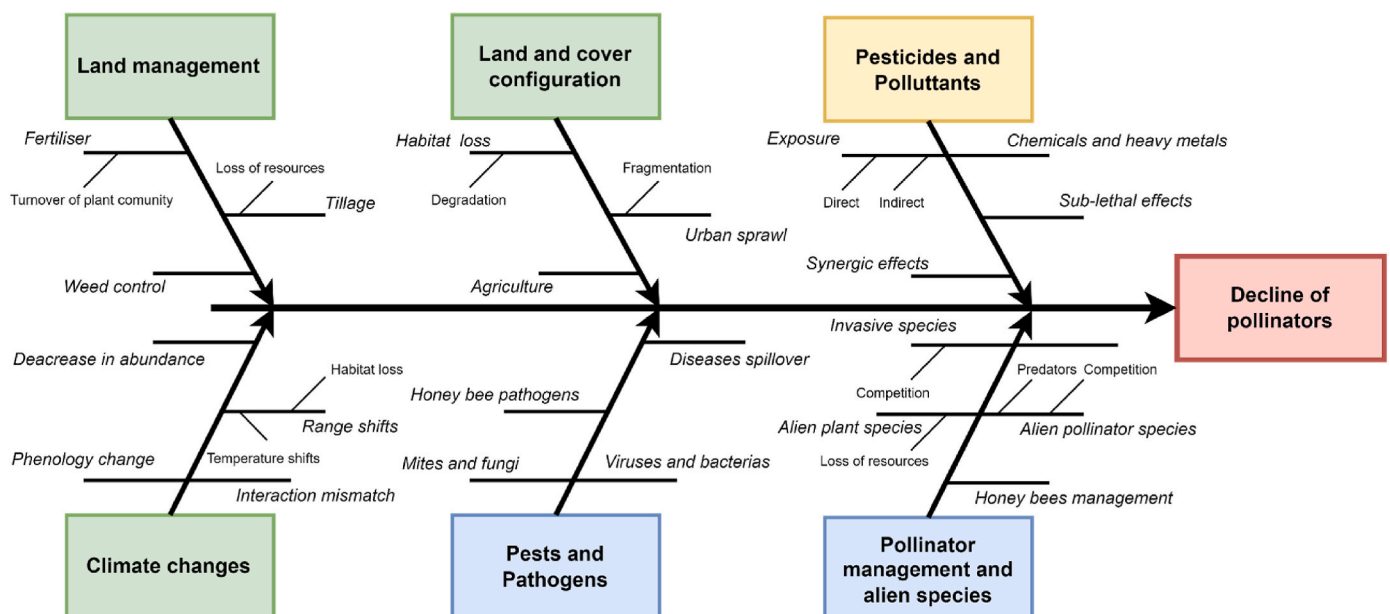 Land management
Land and cover
configuration
Pesticides and
Polluttants
Fertiliser
Loss of resources
Turnover of plant comunity
Tillage
Weed control
Habitat loss
Fragmentation
Degradation
Urban sprawl
Agriculture
Exposure
Chemicals and heavy metals
Direct
Indirect
Sub-lethal effects
Synergic effects
Decline of
pollinators
Deacrease in abundance
Habitat loss
Range shifts
Phenology change
Temperature shifts
Interaction mismatch
Diseases spillover
Honey bee pathogens
Mites and fungi
Viruses and bacterias
Invasive species
Competition
Predators
Competition
Alien plant species
Alien pollinator species
Loss of resources
Honey bees management
Climate changes
Pests and
Pathogens
Pollinator
management and
alien species